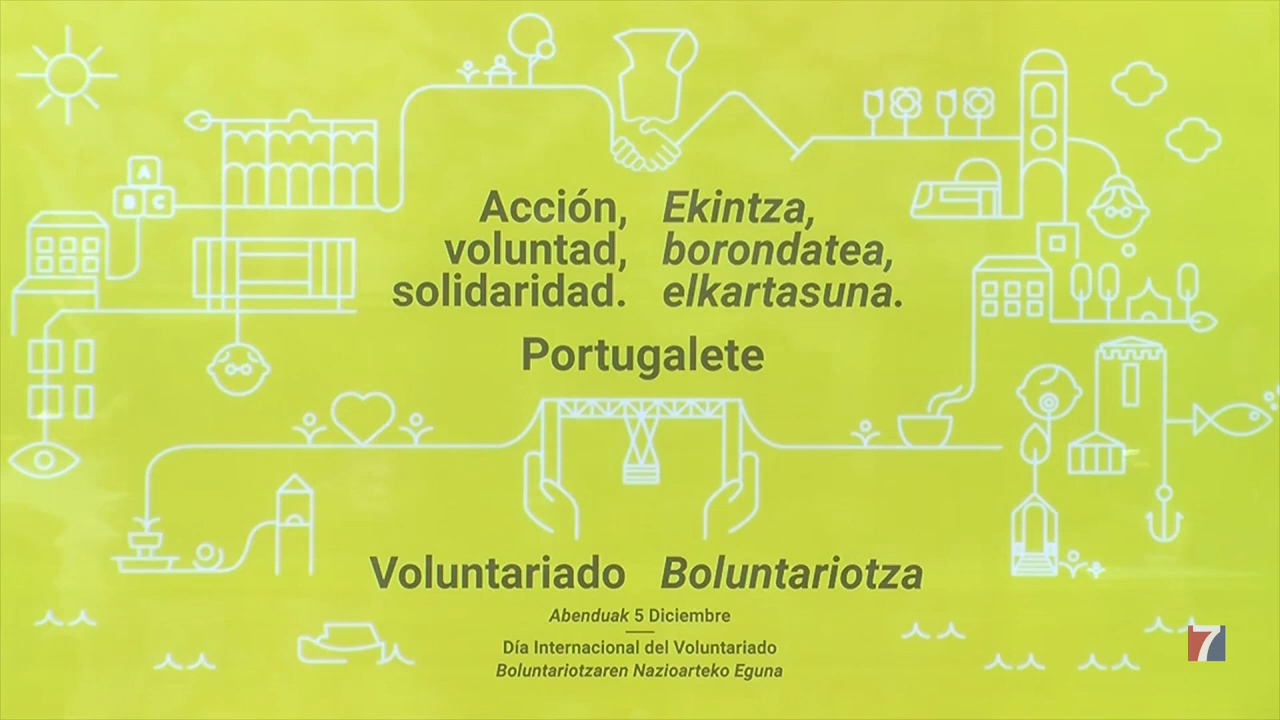 A
B C
Acción, Ekintza,
voluntad, borondatea,
solidaridad. elkartasuna.
Portugalete
Voluntariado Boluntariotza
Abenduak 5 Diciembre
Día Internacional del Voluntariado
Boluntariotzaren Nazioarteko Eguna
7